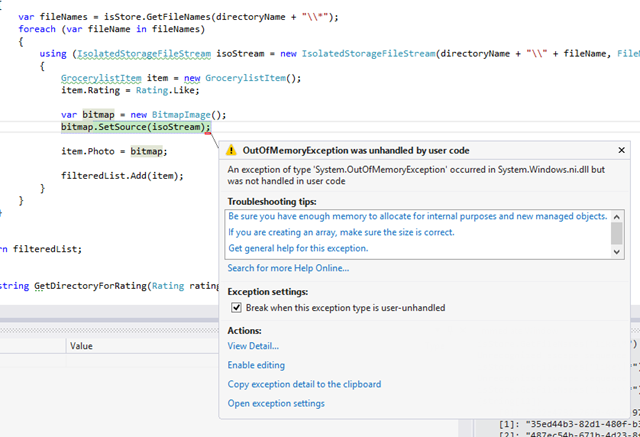 {
var fileNames = isStore.GetFileNames(directoryName + "\\*");
foreach (var fileName in fileNames)
{
using (IsolatedStorageFileStream isoStream = new IsolatedStorageFileStream(directoryName + "\\" + fileName, File
{
GrocerylistItem item = new GrocerylistItem();
item.Rating = Rating.Like;
var bitmap = new BitmapImage();
bitmap.SetSource(isoStream);
item.Photo = bitmap;
filteredList.Add(item);
}
}
}
rn filteredList;
string GetDirectoryForRating(Rating rating
OutOfMemoryException was unhandled by user code
An exception of type 'System.OutOfMemoryException' occurred in System.Windows.ni.dll but
was not handled in user code
Troubleshooting tips:
Be sure you have enough memory to allocate for internal purposes and new managed objects.
If you are creating an array, make sure the size is correct.
Get general help for this exception.
Search for more Help Online...
Exception settings:
Break when this exception type is user-unhandled
Actions:
View Detail...
Enable editing
Copy exception detail to the clipboard
Open exception settings
Value
[1]: "35ed44b3-82d1-480f-b
[2]: "487ec54b-671b-4d23-8